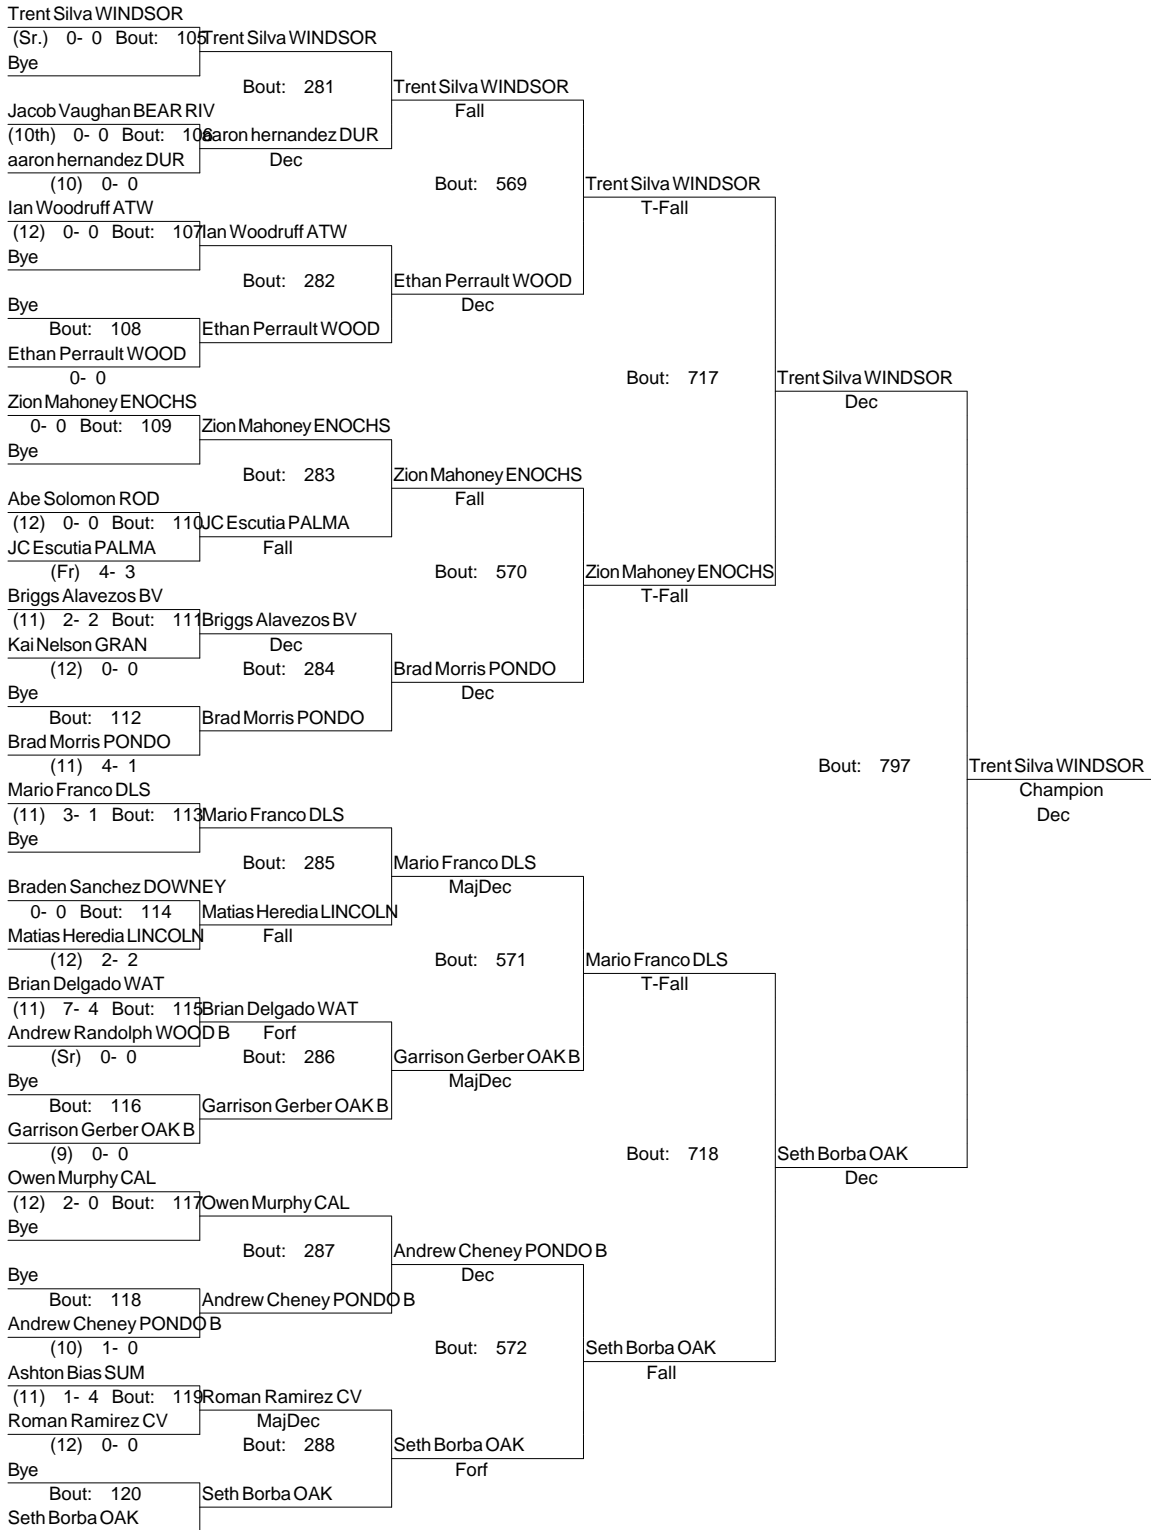 Trent Silva WINDSOR
(Sr.) 0- 0 Bout: 105 Trent Silva WINDSOR
Bye
Bout: 281 Trent Silva WINDSOR
Jacob Vaughan BEAR RIV Fall
(10th) 0- 0 Bout: 106 aaron hernandez DUR
aaron hernandez DUR Dec
(10) 0- 0 Bout: 569 Trent Silva WINDSOR
Ian Woodruff ATW T-Fall
(12) 0- 0 Bout: 107 Ian Woodruff ATW
Bye
Bout: 282 Ethan Perrault WOOD
Bye Dec
Bout: 108 Ethan Perrault WOOD
Ethan Perrault WOOD
0- 0 Bout: 717 Trent Silva WINDSOR
Zion Mahoney ENOCHS Dec
0- 0 Bout: 109 Zion Mahoney ENOCHS
Bye
Bout: 283 Zion Mahoney ENOCHS
Abe Solomon ROD Fall
(12) 0- 0 Bout: 110 JC Escutia PALMA
JC Escutia PALMA Fall
(Fr) 4- 3 Bout: 570 Zion Mahoney ENOCHS
Briggs Alavezos BV T-Fall
(11) 2- 2 Bout: 111 Briggs Alavezos BV
Kai Nelson GRAN Dec
(12) 0- 0 Bout: 284 Brad Morris PONDO
Bye Dec
Bout: 112 Brad Morris PONDO
Brad Morris PONDO
(11) 4- 1 Bout: 797 Trent Silva WINDSOR
Mario Franco DLS Champion
(11) 3- 1 Bout: 113 Mario Franco DLS Dec
Bye
Bout: 285 Mario Franco DLS
Braden Sanchez DOWNEY MajDec
0- 0 Bout: 114 Matias Heredia LINCOLN
Matias Heredia LINCOLN Fall
(12) 2- 2 Bout: 571 Mario Franco DLS
Brian Delgado WAT T-Fall
(11) 7- 4 Bout: 115 Brian Delgado WAT
Andrew Randolph WOOD B Forf
(Sr) 0- 0 Bout: 286 Garrison Gerber OAK B
Bye MajDec
Bout: 116 Garrison Gerber OAK B
Garrison Gerber OAK B
(9) 0- 0 Bout: 718 Seth Borba OAK
Owen Murphy CAL Dec
(12) 2- 0 Bout: 117 Owen Murphy CAL
Bye
Bout: 287 Andrew Cheney PONDO B
Bye Dec
Bout: 118 Andrew Cheney PONDO B
Andrew Cheney PONDO B
(10) 1- 0 Bout: 572 Seth Borba OAK
Ashton Bias SUM Fall
(11) 1- 4 Bout: 119 Roman Ramirez CV
Roman Ramirez CV MajDec
(12) 0- 0 Bout: 288 Seth Borba OAK
Bye Forf
Bout: 120 Seth Borba OAK
Seth Borba OAK